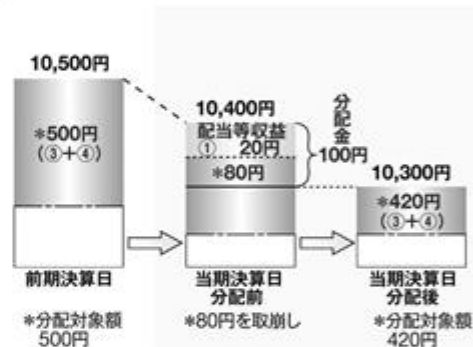 10,500円
*500円
(③+④)
前期決算日
*分配対象額
500円
10,400円
配当等収益
① 20円
*80円
分配金
100円
当期決算日
分配前
*80円を取崩し
10,300円
*420円
(③+④)
当期決算日
分配後
*分配対象額
420円